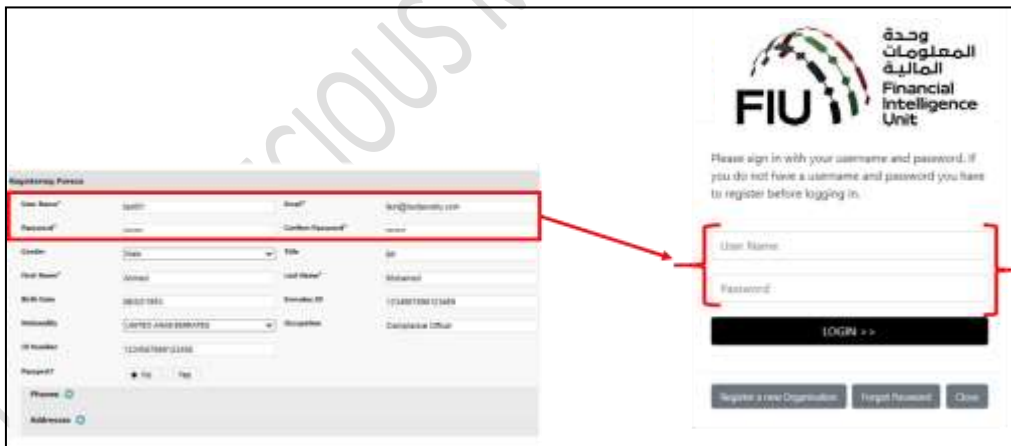 Registering Person
User Name*
Email*
Password*
Confirm Password*
Gender
Male
Title
First Name*
Ahmed
Last Name*
Mohamed
Birth Date
Emirates ID
Nationality
UNITED ARAB EMIRATES
Occupation
Compliance Officer
ID Number
Passport?
No Yes
Phones
Addresses
وحدة
المعلومات
المالية
Financial
Intelligence
Unit
FIU
Please sign in with your username and password. If
you do not have a username and password you have
to register before logging in.
User Name
Password
LOGIN >>
Register a new Organisation
Forgot Password
Close